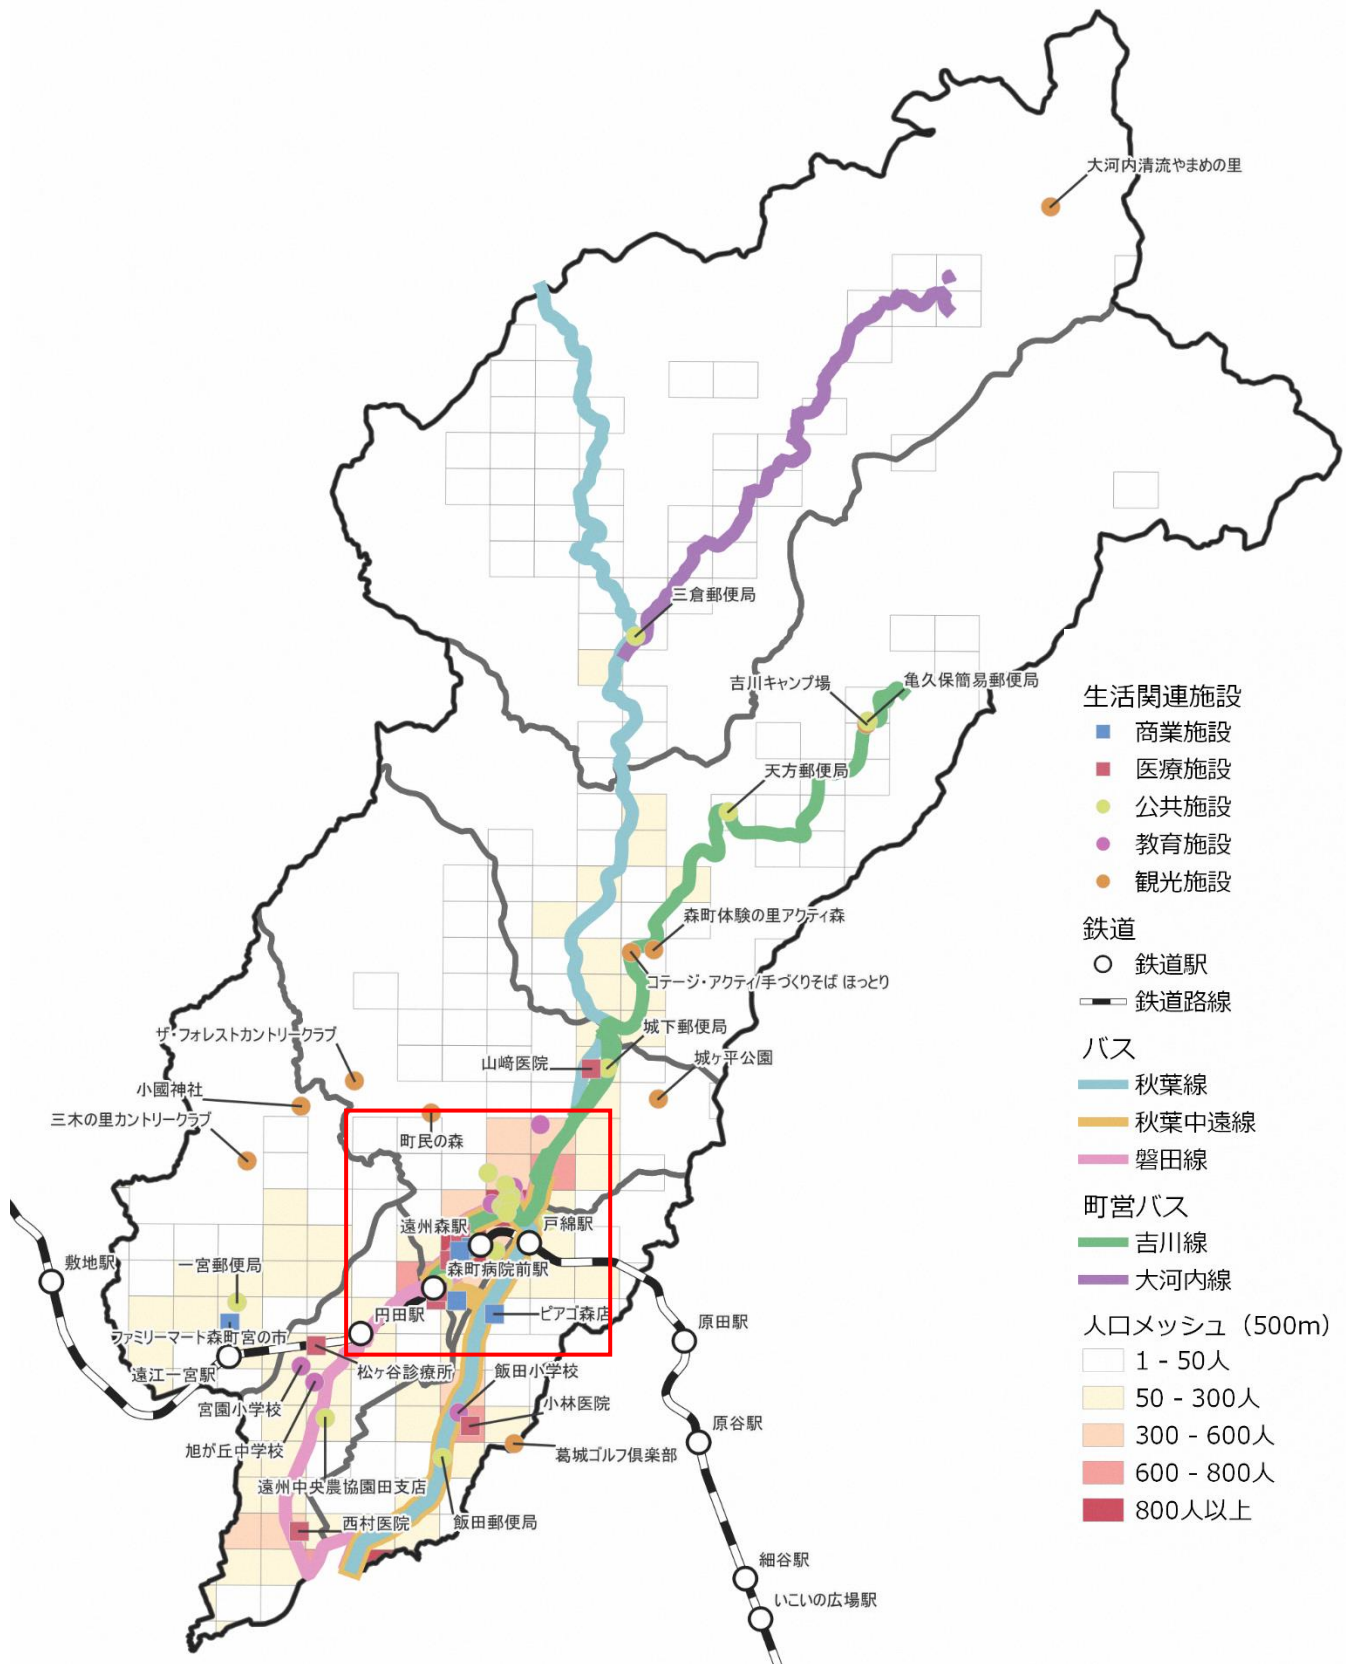 大河内清流やまめの里
三倉郵便局
吉川キャンプ場
亀久保簡易郵便局
天方郵便局
森町体験の里アクティ森
コテージ・アクティ/手づくりそば ほっとり
城下郵便局
山﨑医院
城ヶ平公園
ザ・フォレストカントリークラブ
小國神社
三木の里カントリークラブ
町民の森
遠州森駅
戸綿駅
敷地駅
一宮郵便局
森町病院前駅
円田駅
ピアゴ森店
原田駅
ファミリーマート森町宮の市
遠江一宮駅
松ヶ谷診療所
飯田小学校
宮園小学校
小林医院
旭が丘中学校
原谷駅
葛城ゴルフ倶楽部
遠州中央農協園田支店
西村医院
飯田郵便局
細谷駅
いこいの広場駅
生活関連施設
商業施設
医療施設
公共施設
教育施設
観光施設
鉄道
鉄道駅
鉄道路線
バス
秋葉線
秋葉中遠線
磐田線
町営バス
吉川線
大河内線
人口メッシュ（500m）
1 - 50人
50 - 300人
300 - 600人
600 - 800人
800人以上